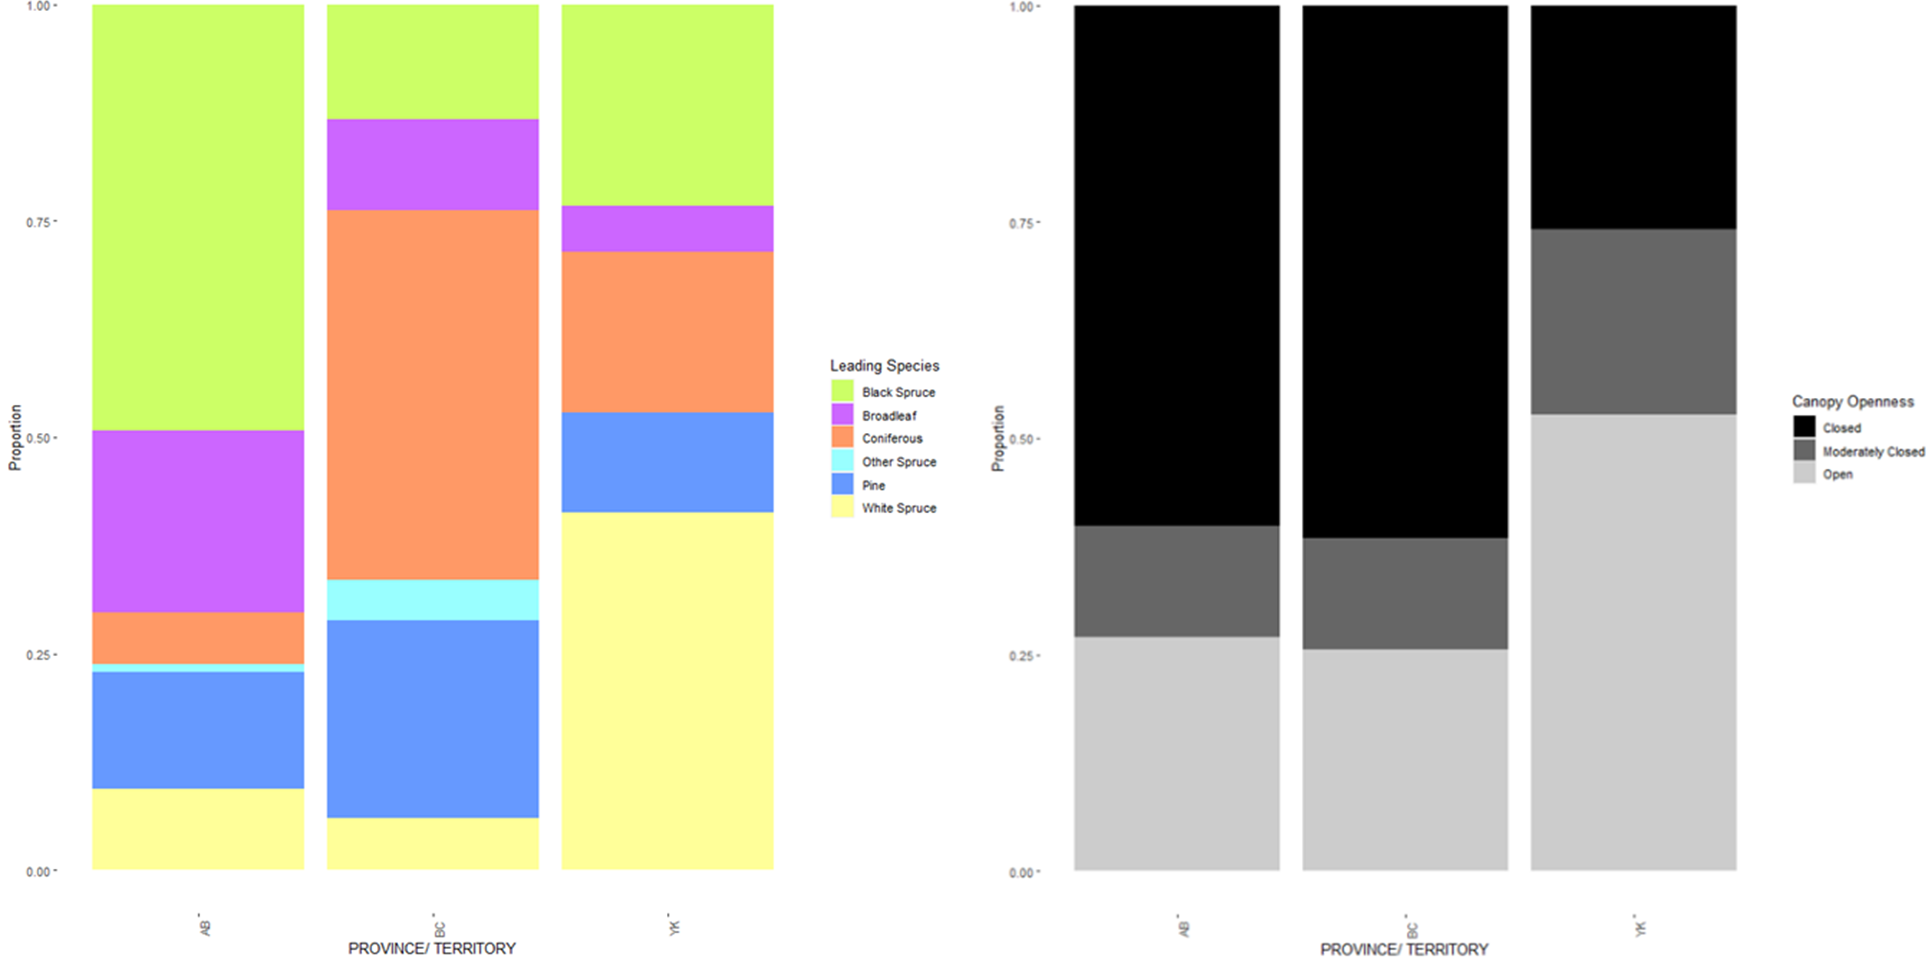 1.00
0.75
0.50
0.25
0.00
Proportion
AB
BC
YK
PROVINCE/ TERRITORY
Leading Species
Black Spruce
Broadleaf
Coniferous
Other Spruce
Pine
White Spruce
1.00
0.75
0.50
0.25
0.00
Proportion
AB
BC
YK
PROVINCE/ TERRITORY
Canopy Openness
Closed
Moderately Closed
Open